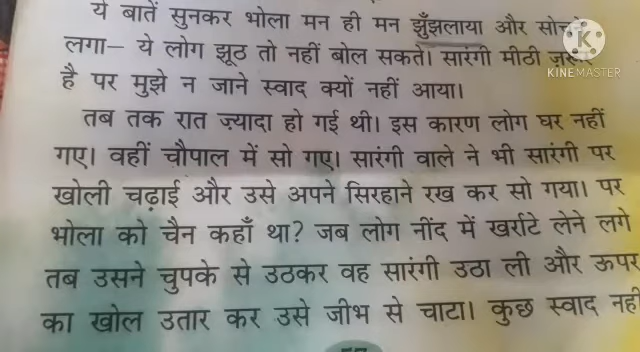 ये बातें सुनकर भोला मन ही मन झुँझलाया और
लगा– ये लोग झूठ तो नहीं बोल सकते। सारंगी मीठी ज़रूर
है पर मुझे न जाने स्वाद क्यों नहीं आया।
तब तक रात ज़्यादा हो गई थी। इस कारण लोग घर नहीं
गए। वहीं चौपाल में सो गए। सारंगी वाले ने भी सारंगी पर
खोली चढ़ाई और उसे अपने सिरहाने रख कर सो गया। पर
भोला को चैन कहाँ था? जब लोग नींद में खर्राटे लेने लगे
तब उसने चुपके से उठकर वह सारंगी उठा ली और ऊपर
का खोल उतार कर उसे जीभ से चाटा। कुछ स्वाद नहीं
KINEMASTER